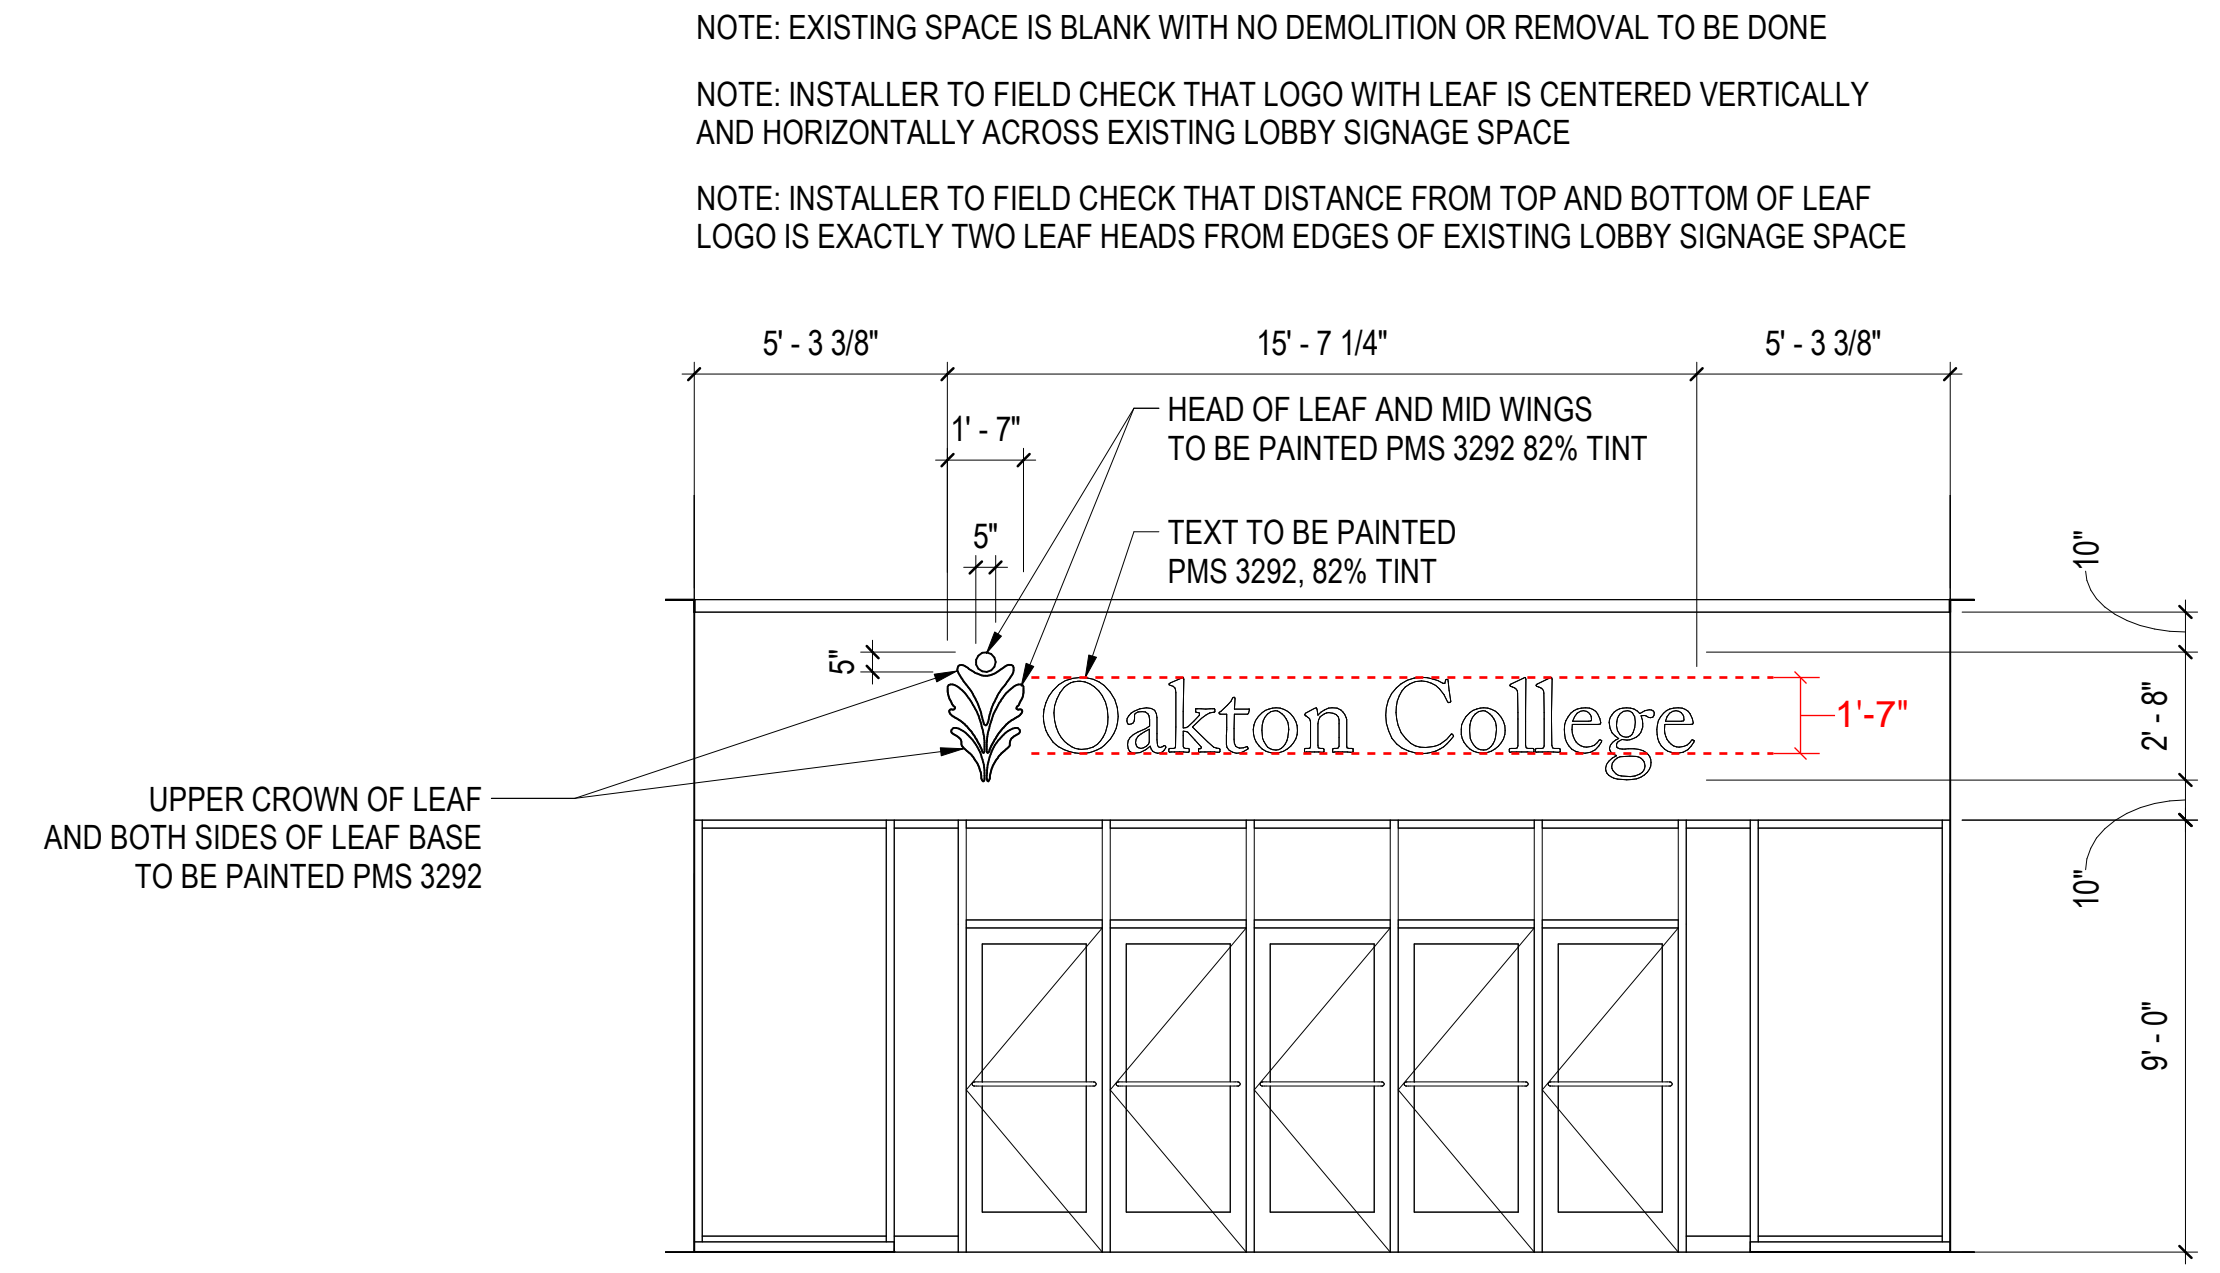 NOTE: EXISTING SPACE IS BLANK WITH NO DEMOLITION OR REMOVAL TO BE DONE
NOTE: INSTALLER TO FIELD CHECK THAT LOGO WITH LEAF IS CENTERED VERTICALLY
AND HORIZONTALLY ACROSS EXISTING LOBBY SIGNAGE SPACE
NOTE: INSTALLER TO FIELD CHECK THAT DISTANCE FROM TOP AND BOTTOM OF LEAF
LOGO IS EXACTLY TWO LEAF HEADS FROM EDGES OF EXISTING LOBBY SIGNAGE SPACE
5' - 3 3/8"
15' - 7 1/4"
5' - 3 3/8"
1' - 7"
HEAD OF LEAF AND MID WINGS
TO BE PAINTED PMS 3292 82% TINT
5"
TEXT TO BE PAINTED
PMS 3292, 82% TINT
10"
5"
Oakton College
1'-7"
2' - 8"
UPPER CROWN OF LEAF
AND BOTH SIDES OF LEAF BASE
TO BE PAINTED PMS 3292
10"
9' - 0"